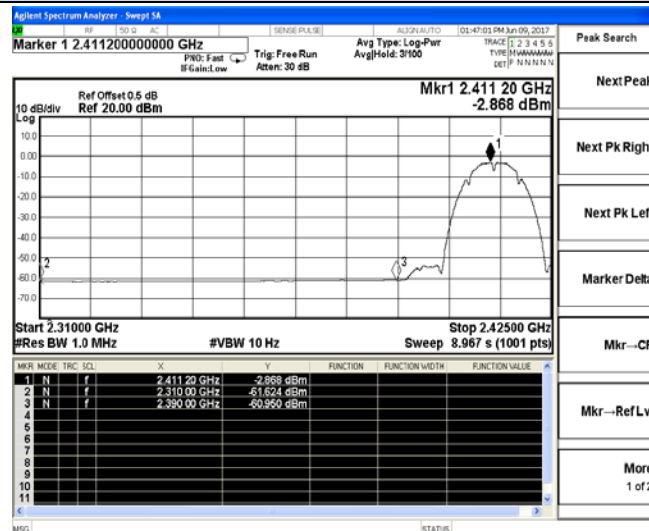 Agilent Spectrum Analyzer - Swept SA
RF 50 Ω AC SENSE:PULSE ALIGN AUTO 01:47:01 PM Jun 09, 2017
Marker 1 2.411200000000 GHz
PNO: Fast
IFGain:Low
Trig: Free Run
Atten: 30 dB
Avg Type: Log-Pwr
Avg|Hold: 3/100
TRACE 1 2 3 4 5 6
TYPE M
DET P N N N N N
Ref Offset 0.5 dB
10 dB/div Ref 20.00 dBm
Mkr1 2.411 20 GHz
-2.868 dBm
Log
10.0
0.00
-10.0
-20.0
-30.0
-40.0
-50.0
-60.0
-70.0
1
2
3
Start 2.31000 GHz Stop 2.42500 GHz
#Res BW 1.0 MHz #VBW 10 Hz Sweep 8.967 s (1001 pts)
MKR MODE TRC SCL X Y FUNCTION FUNCTION WIDTH FUNCTION VALUE
1 N f 2.411 20 GHz -2.868 dBm
2 N f 2.310 00 GHz -61.624 dBm
3 N f 2.390 00 GHz -60.950 dBm
4
5
6
7
8
9
10
11
MSG STATUS
Peak Search
Next Peak
Next Pk Righ
Next Pk Lef
Marker Delta
Mkr→CF
Mkr→Ref Lv
More
1 of 2